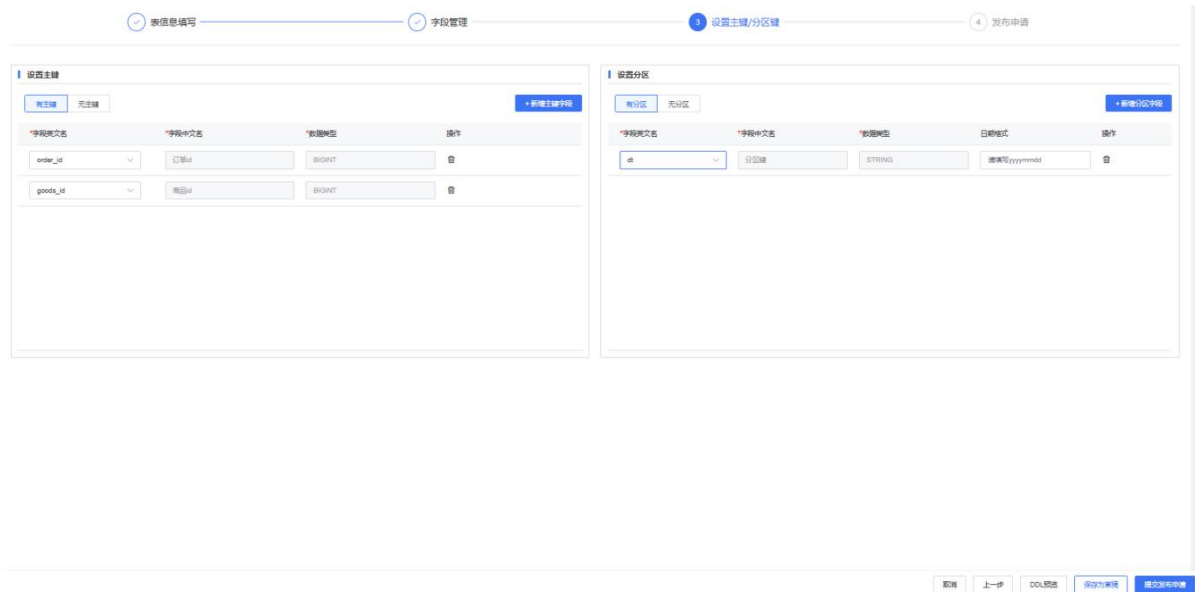 表信息填写
字段管理
3 设置主键/分区键
4 发布申请
设置主键
有主键 无主键
+ 新增主键字段
*字段英文名 *字段中文名 *数据类型 操作
order_id 订单id BIGINT
goods_id 商品id BIGINT
设置分区
有分区 无分区
+ 新增分区字段
*字段英文名 *字段中文名 *数据类型 日期格式 操作
dt 分区键 STRING 请填写yyyymmdd
取消 上一步 DDL预览 保存为草稿 提交发布申请